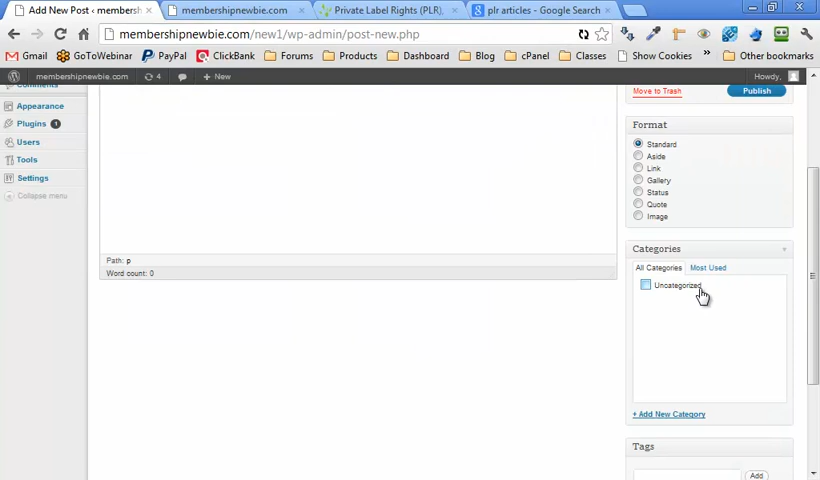 Add New Post ‹ membersh
membershipnewbie.com
Private Label Rights (PLR),
plr articles - Google Search
membershipnewbie.com/new1/wp-admin/post-new.php
Gmail
GoToWebinar
PayPal
ClickBank
Forums
Products
Dashboard
Blog
cPanel
Classes
Show Cookies
»
Other bookmarks
membershipnewbie.com
4
+ New
Howdy,
Comments
Appearance
Plugins 1
Users
Tools
Settings
Collapse menu
Path: p
Word count: 0
Move to Trash
Publish
Format
Standard
Aside
Link
Gallery
Status
Quote
Image
Categories
All Categories
Most Used
Uncategorized
+ Add New Category
Tags
Add